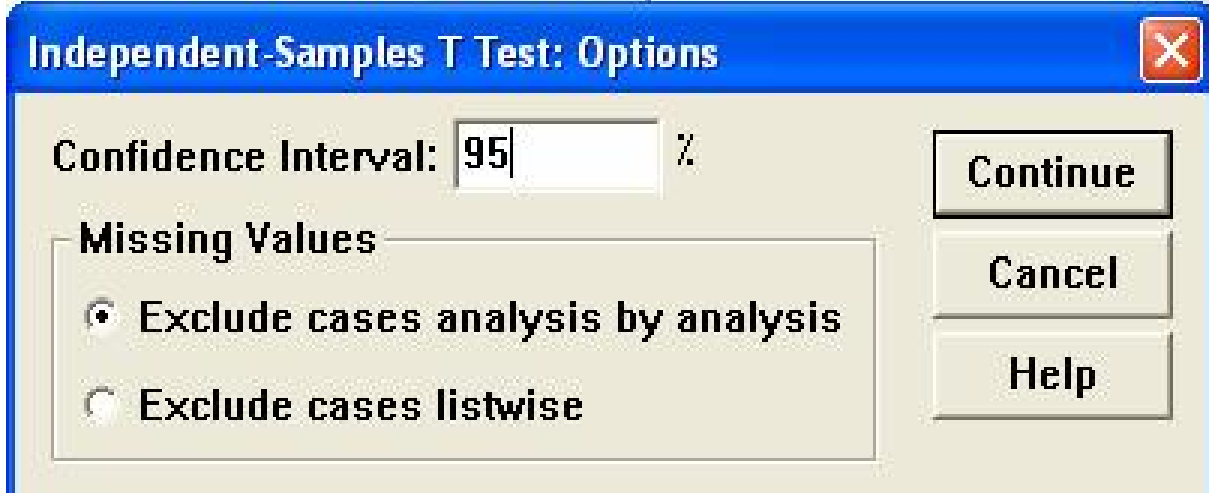 Independent-Samples T Test: Options
Confidence Interval: 95 %
Continue
Missing Values
Cancel
Exclude cases analysis by analysis
Help
Exclude cases listwise